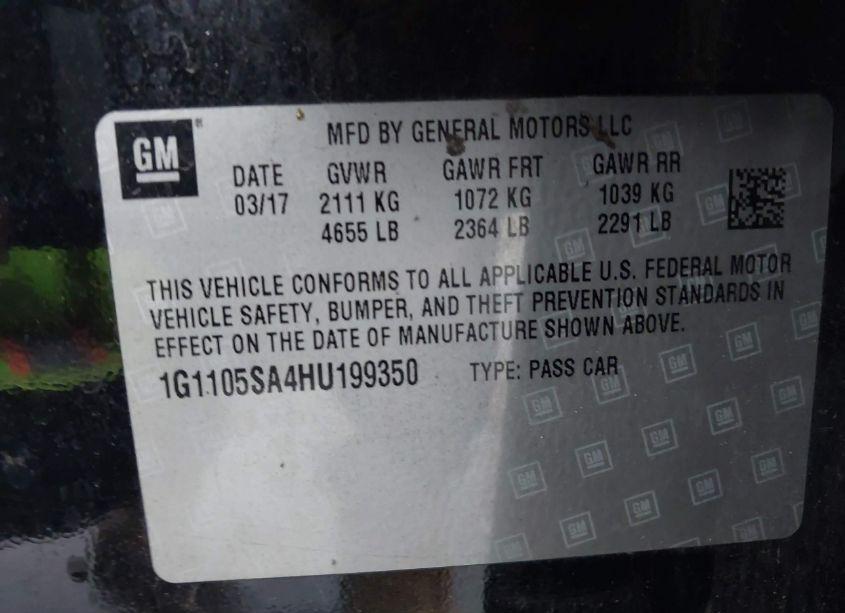 GM
MFD BY GENERAL MOTORS LLC
DATE GVWR GAWR FRT GAWR RR
03/17 2111 KG 1072 KG 1039 KG
4655 LB 2364 LB 2291 LB
THIS VEHICLE CONFORMS TO ALL APPLICABLE U.S. FEDERAL MOTOR
VEHICLE SAFETY, BUMPER, AND THEFT PREVENTION STANDARDS IN
EFFECT ON THE DATE OF MANUFACTURE SHOWN ABOVE.
1G1105SA4HU199350 TYPE: PASS CAR